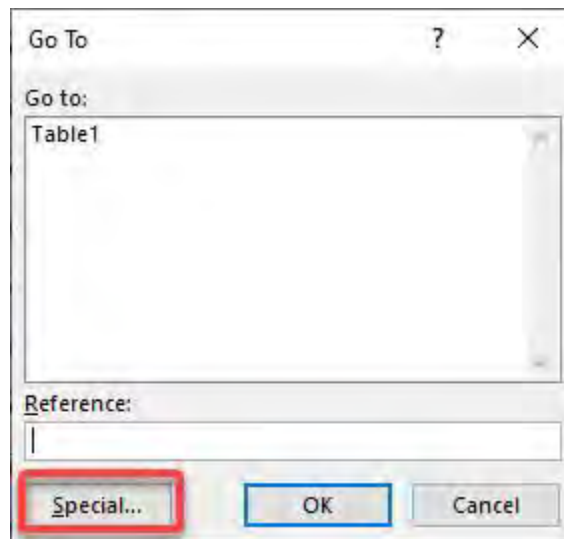 Go To ?
Go to:
Table1
Reference:
Special...
OK
Cancel